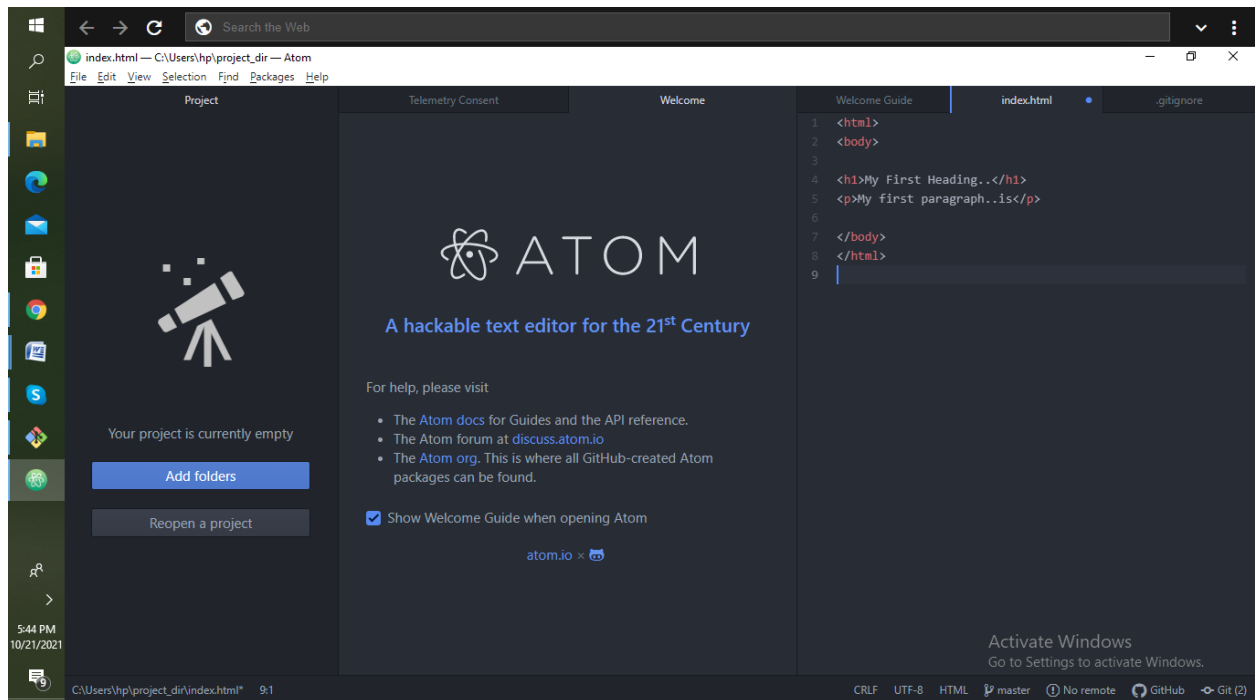 Search the Web
index.html — C:\Users\hp\project_dir — Atom
File Edit View Selection Find Packages Help
Project
Telemetry Consent
Welcome
Welcome Guide
index.html
.gitignore
Your project is currently empty
Add folders
Reopen a project
ATOM
A hackable text editor for the 21st Century
For help, please visit
• The Atom docs for Guides and the API reference.
• The Atom forum at discuss.atom.io
• The Atom org. This is where all GitHub-created Atom
packages can be found.
Show Welcome Guide when opening Atom
atom.io ×
1 <html>
2 <body>
3
4 <h1>My First Heading..</h1>
5 <p>My first paragraph..is</p>
6
7 </body>
8 </html>
9
Activate Windows
Go to Settings to activate Windows.
5:44 PM
10/21/2021
9
C:\Users\hp\project_dir\index.html* 9:1
CRLF UTF-8 HTML master No remote GitHub Git (2)